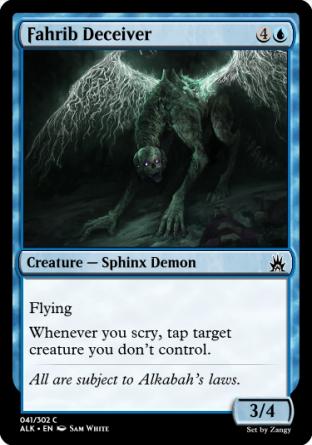 Fahrib Deceiver 4
Creature — Sphinx Demon
Flying
Whenever you scry, tap target
creature you don't control.
All are subject to Alkabah's laws.
3/4
041/302 C
ALK • EN Sam White
Set by Zangy